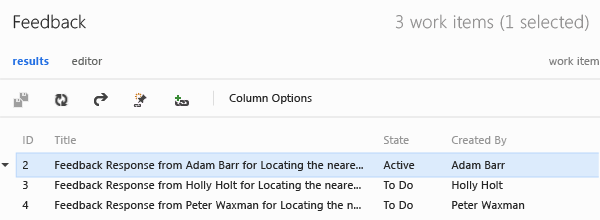 Feedback 3 work items (1 selected)
results editor work item
Column Options
ID Title State Created By
2 Feedback Response from Adam Barr for Locating the neare... Active Adam Barr
3 Feedback Response from Holly Holt for Locating the neare... To Do Holly Holt
4 Feedback Response from Peter Waxman for Locating the n... To Do Peter Waxman